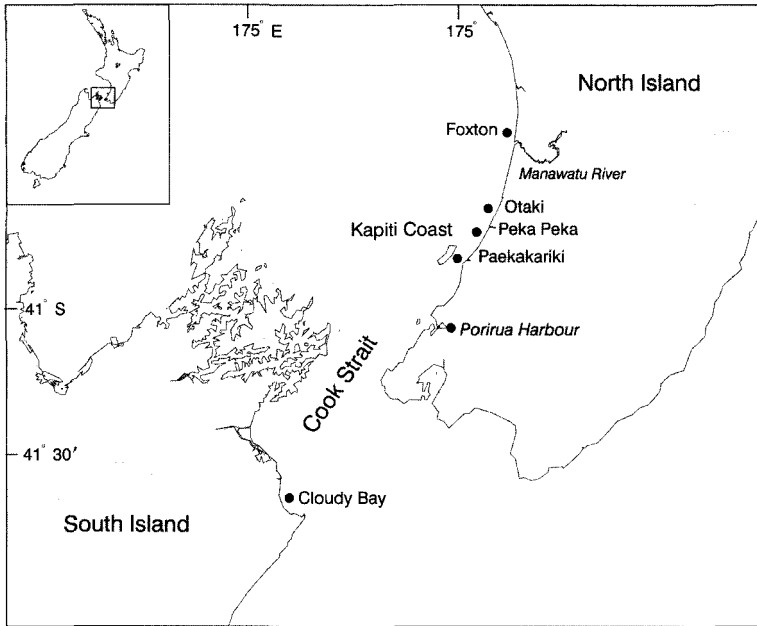 175° E
175°
North Island
Foxton
Manawatu River
Otaki
Kapiti Coast
Peka Peka
Paekakariki
41° S
Porirua Harbour
Cook Strait
41° 30′
Cloudy Bay
South Island